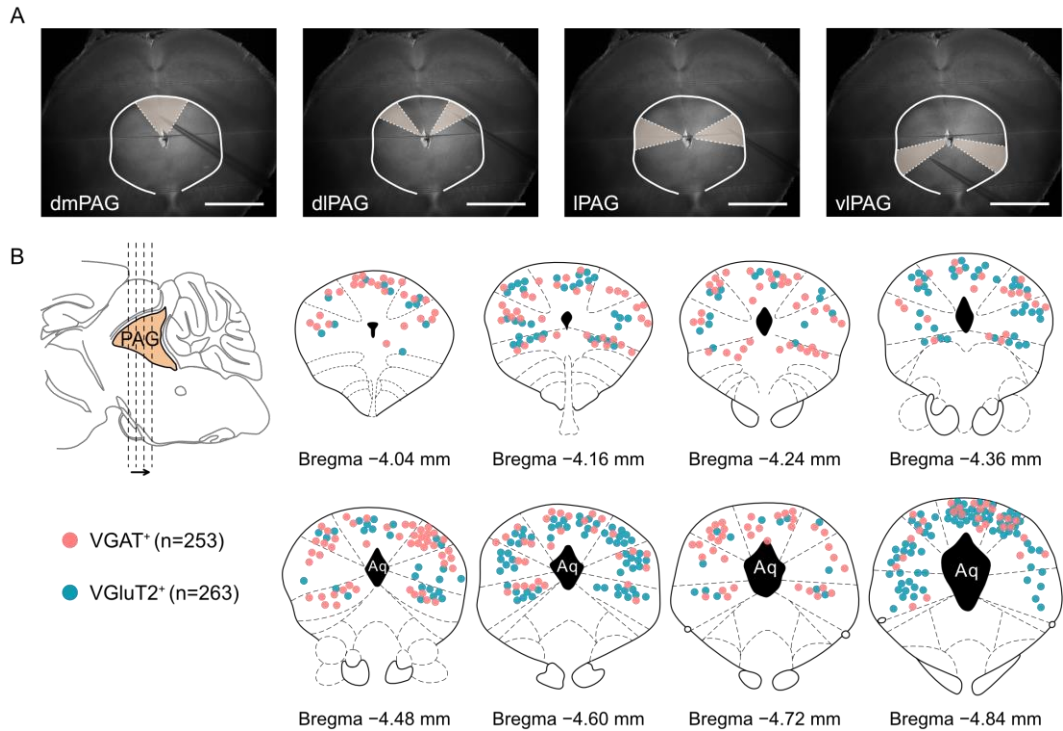 A
dmPAG
dlPAG
lPAG
vlPAG
B
PAG
Bregma −4.04 mm
Bregma −4.16 mm
Bregma −4.24 mm
Bregma −4.36 mm
VGAT⁺ (n=253)
VGluT2⁺ (n=263)
Aq
Aq
Aq
Aq
Bregma −4.48 mm
Bregma −4.60 mm
Bregma −4.72 mm
Bregma −4.84 mm